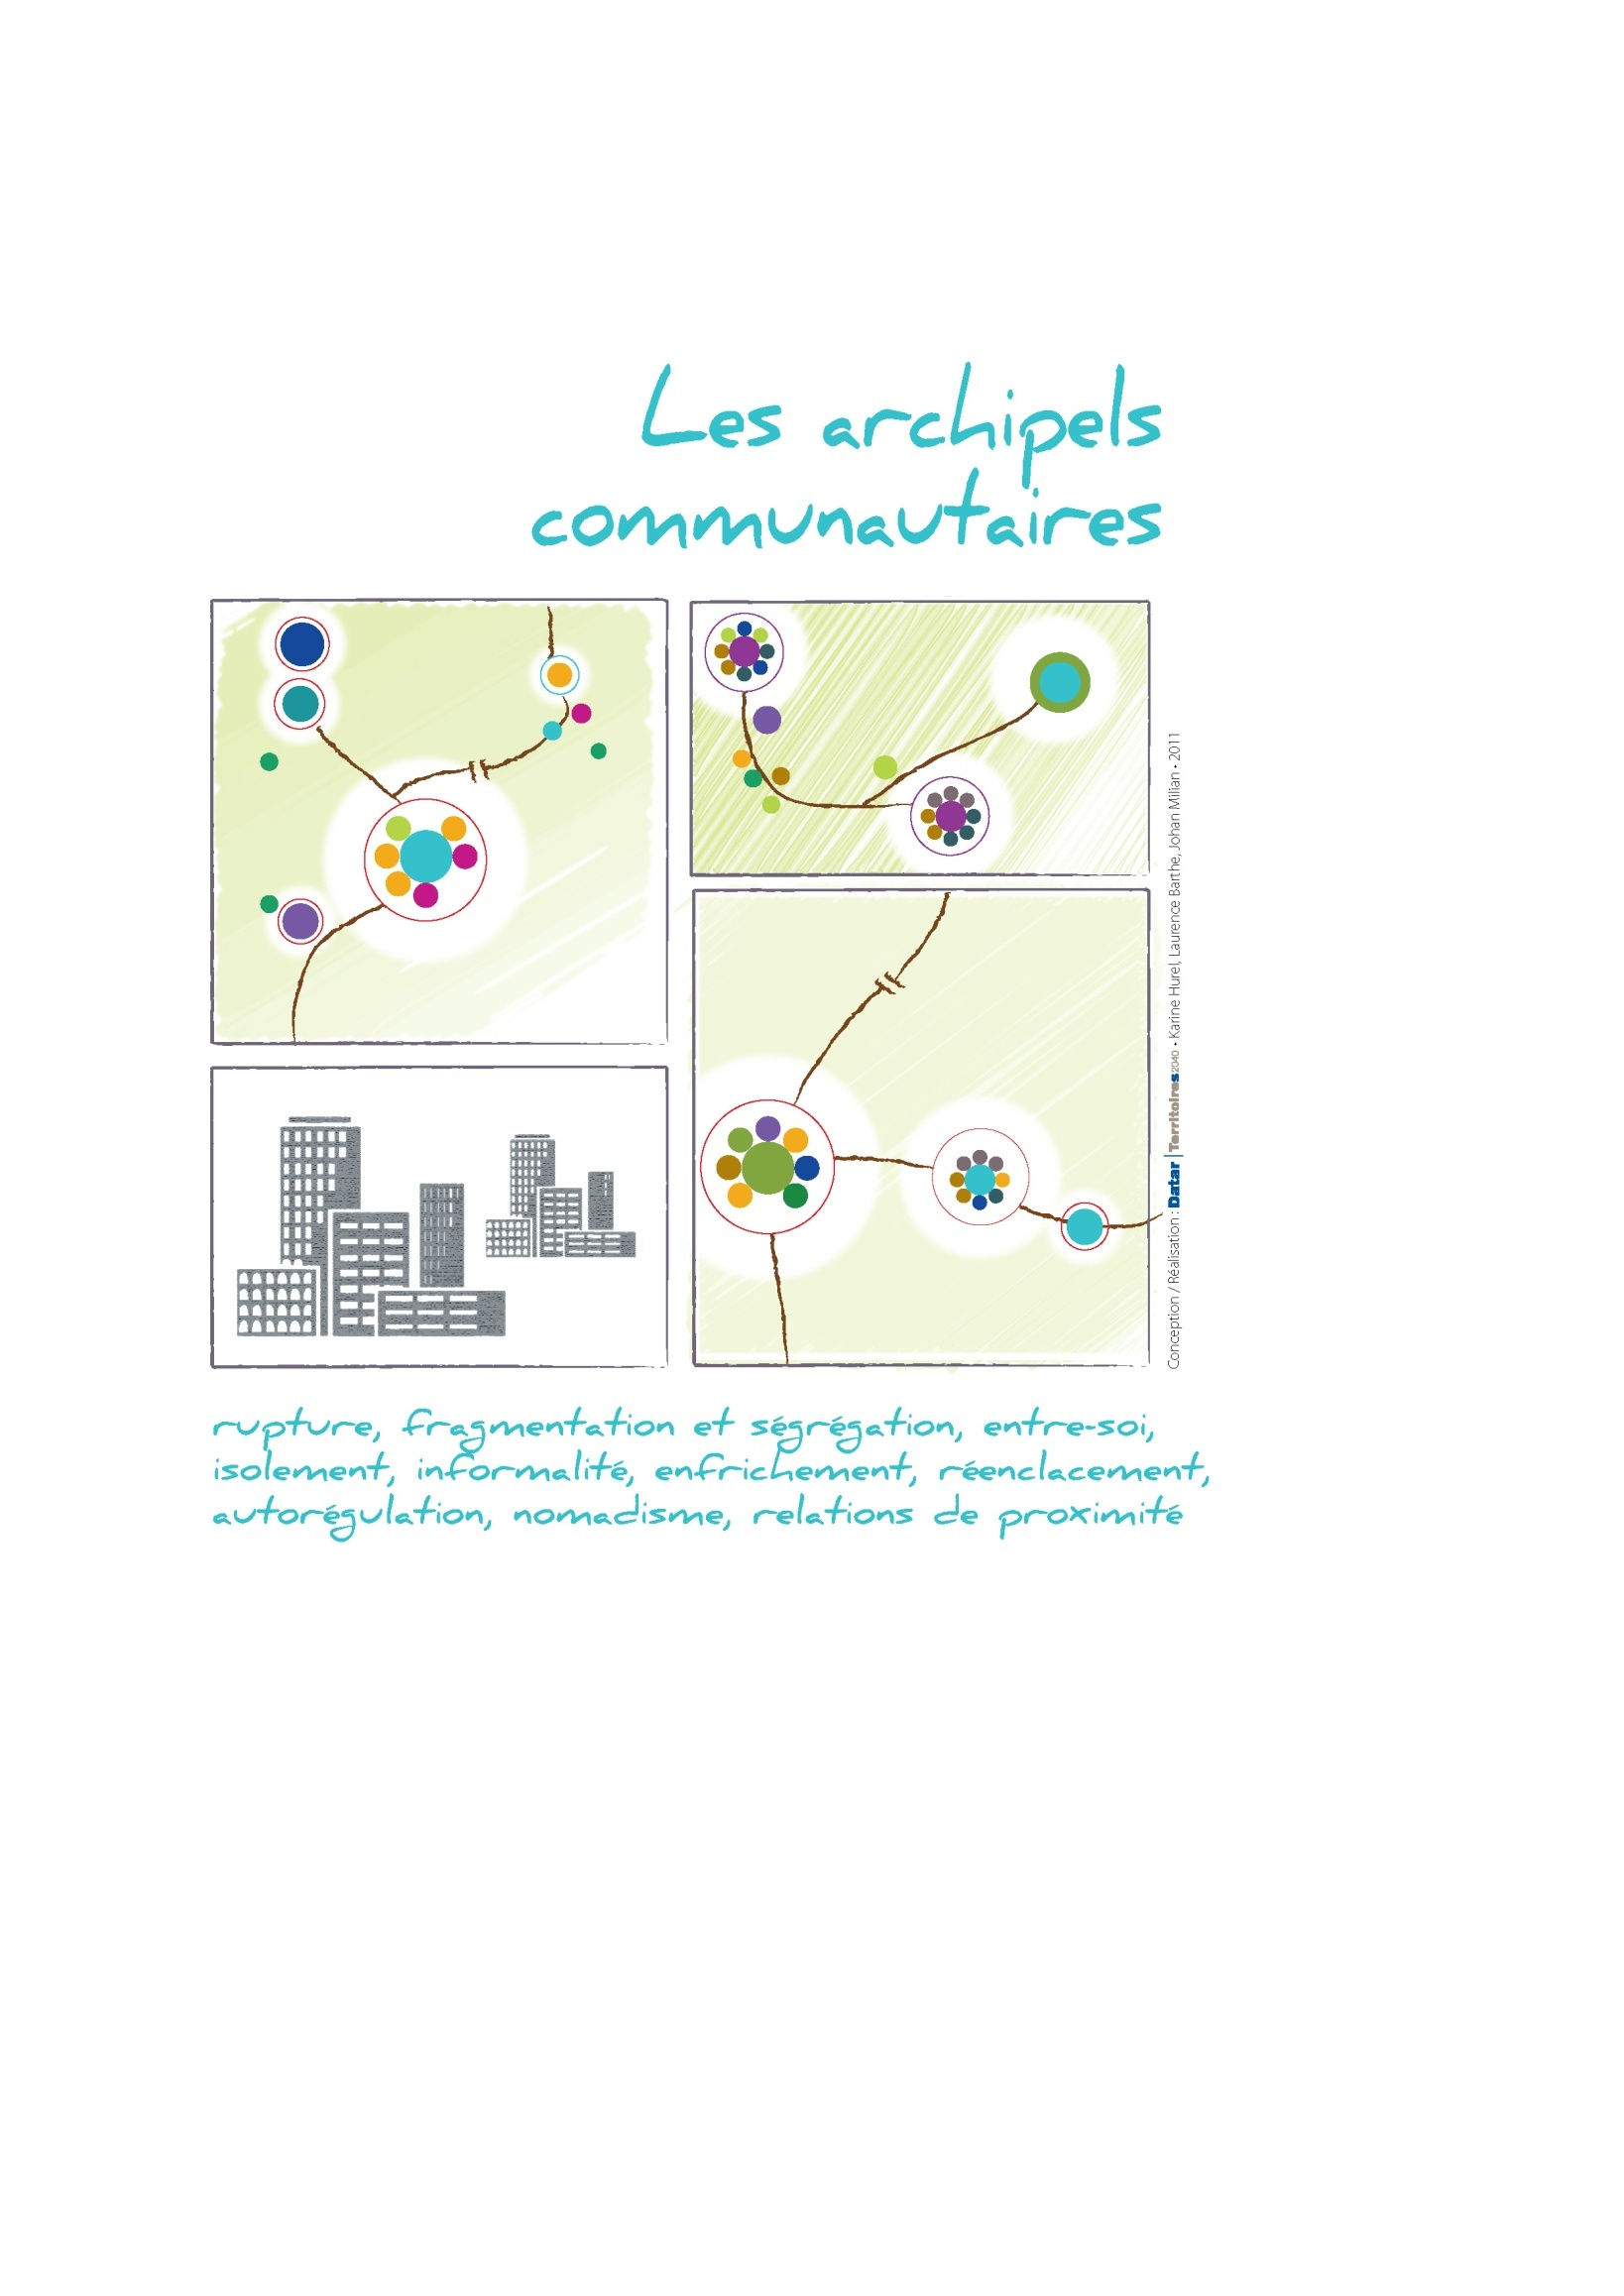 Les archipels
communautaires
Conception / Réalisation : Datar | Territoires 2040 • Karine Hurel, Laurence Barthe, Johan Milian • 2011
rupture, fragmentation et ségrégation, entre-soi,
isolement, informalité, enfrichement, réenclacement,
autorégulation, nomadisme, relations de proximité